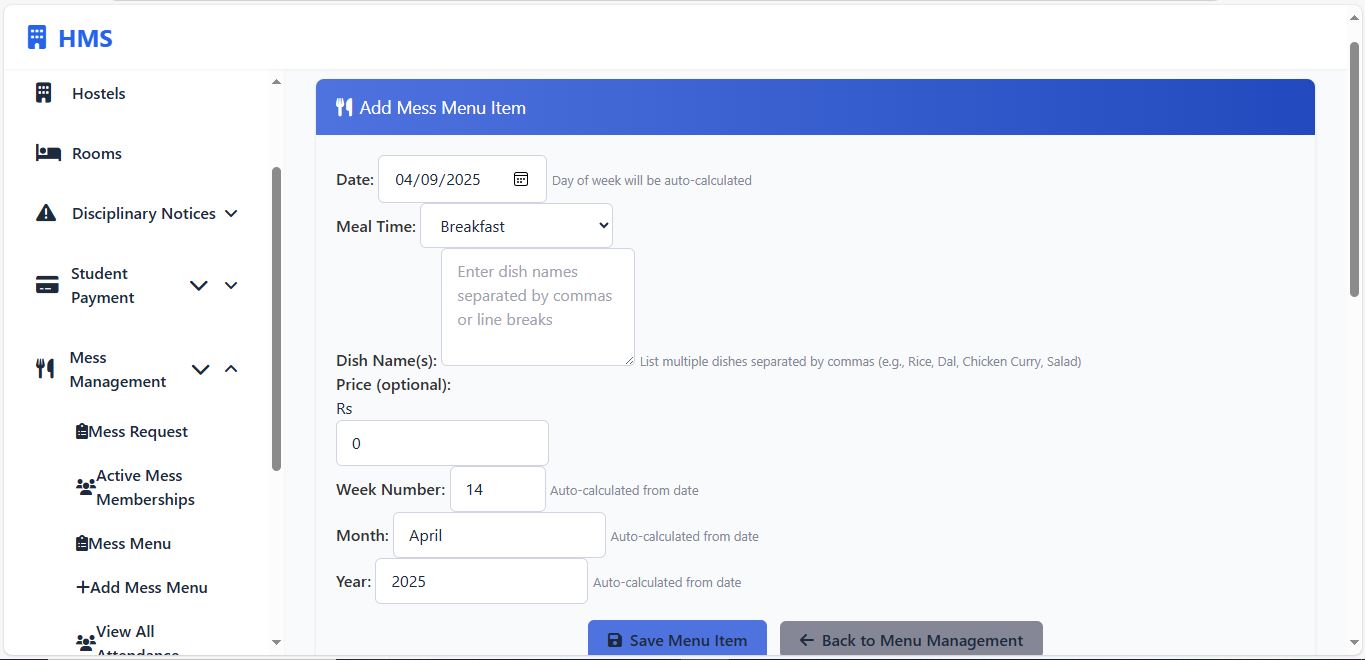 HMS
Hostels
Rooms
Disciplinary Notices
Student
Payment
Mess
Management
Mess Request
Active Mess
Memberships
Mess Menu
+Add Mess Menu
View All
Attendance
Add Mess Menu Item
Date: 04/09/2025 Day of week will be auto-calculated
Meal Time: Breakfast
Enter dish names
separated by commas
or line breaks
Dish Name(s): List multiple dishes separated by commas (e.g., Rice, Dal, Chicken Curry, Salad)
Price (optional):
Rs
0
Week Number: 14 Auto-calculated from date
Month: April Auto-calculated from date
Year: 2025 Auto-calculated from date
Save Menu Item
Back to Menu Management